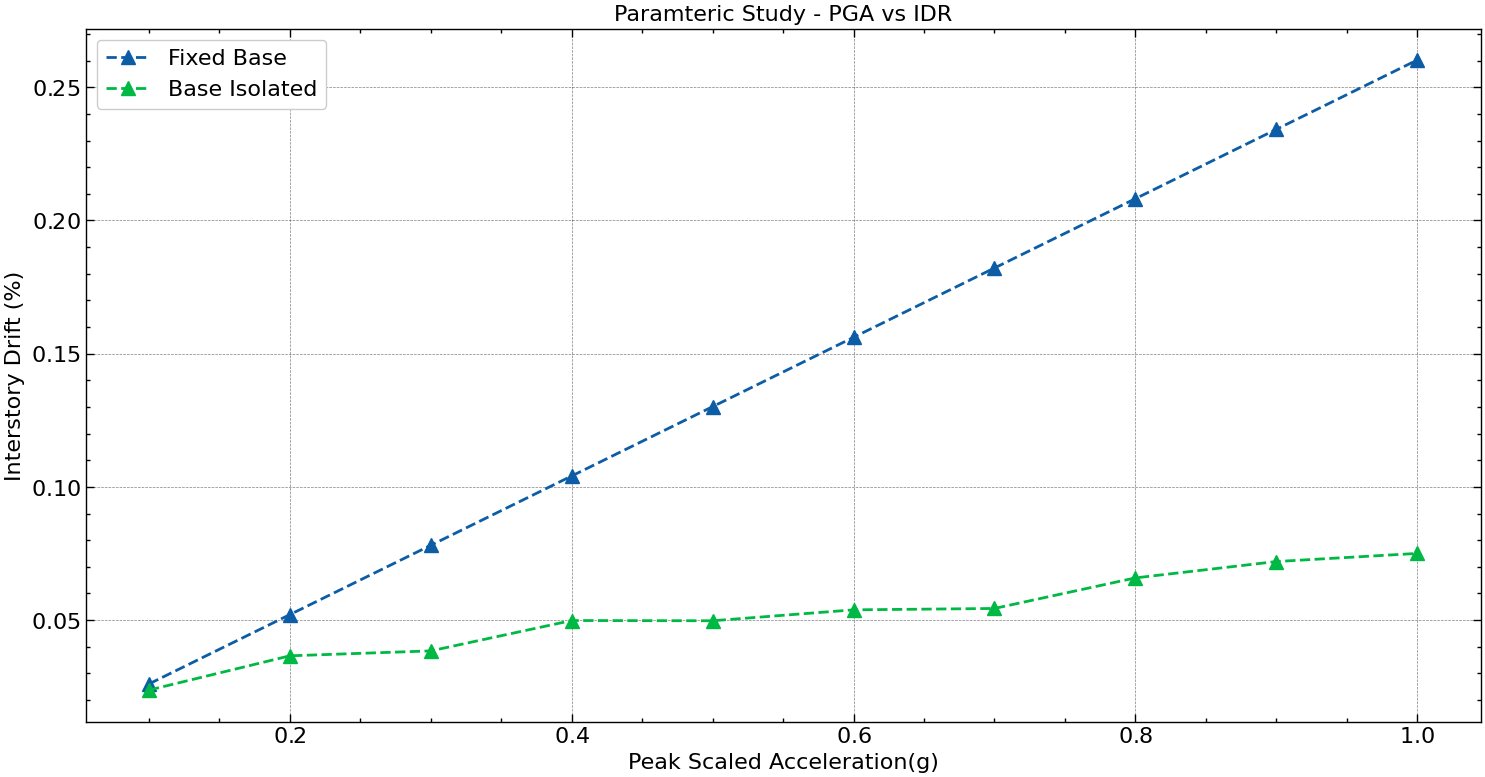 Paramteric Study - PGA vs IDR
Fixed Base
Base Isolated
0.25
0.20
0.15
0.10
0.05
Interstory Drift (%)
0.2 0.4 0.6 0.8 1.0
Peak Scaled Acceleration(g)